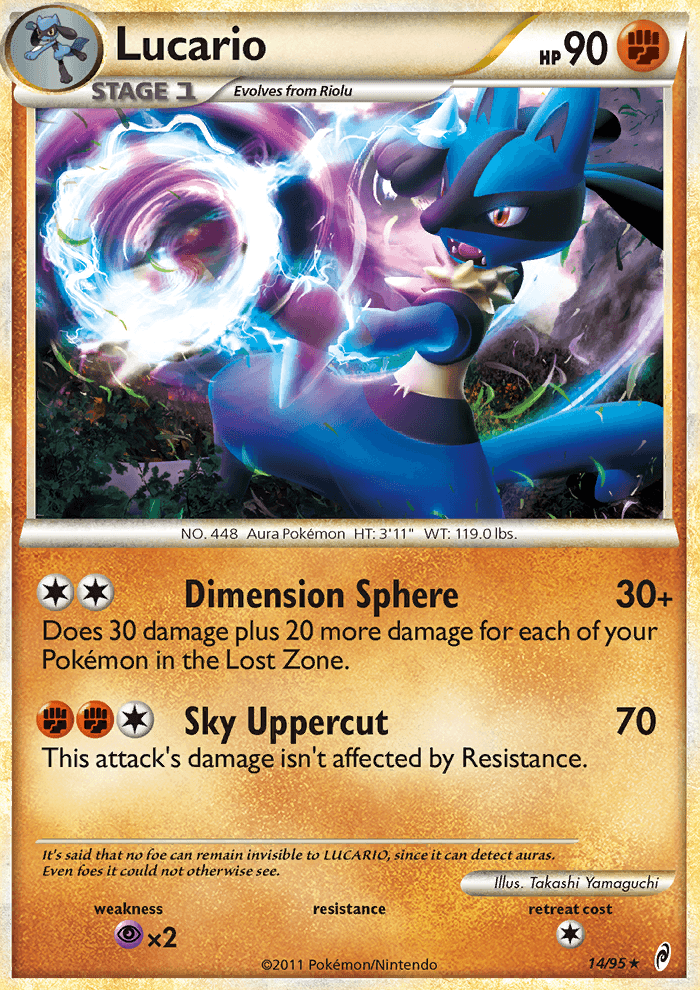 Lucario
HP 90
STAGE 1
Evolves from Riolu
NO. 448 Aura Pokémon HT: 3'11" WT: 119.0 lbs.
Dimension Sphere 30+
Does 30 damage plus 20 more damage for each of your
Pokémon in the Lost Zone.
Sky Uppercut 70
This attack's damage isn't affected by Resistance.
It's said that no foe can remain invisible to LUCARIO, since it can detect auras.
Even foes it could not otherwise see.
Illus. Takashi Yamaguchi
weakness resistance retreat cost
×2
©2011 Pokémon/Nintendo 14/95★